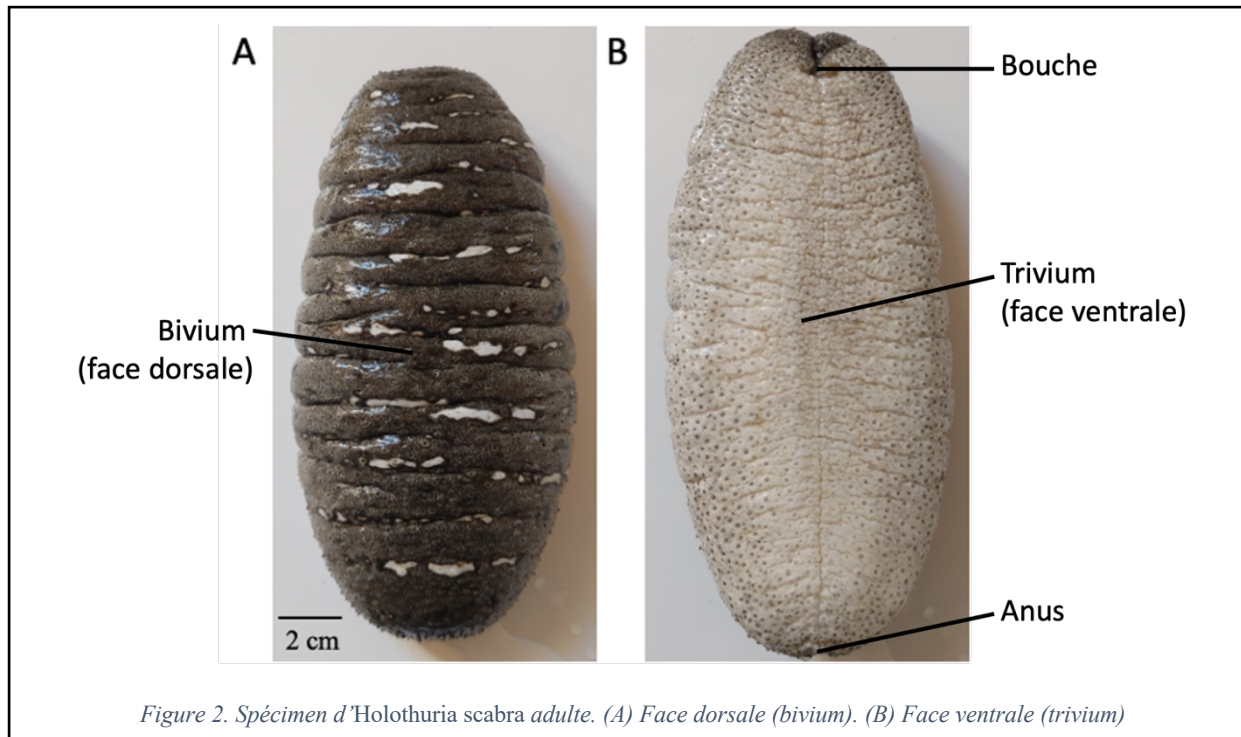 A
B
Bouche
Trivium
(face ventrale)
Bivium
(face dorsale)
Anus
2 cm
Figure 2. Spécimen d'Holothuria scabra adulte. (A) Face dorsale (bivium). (B) Face ventrale (trivium)